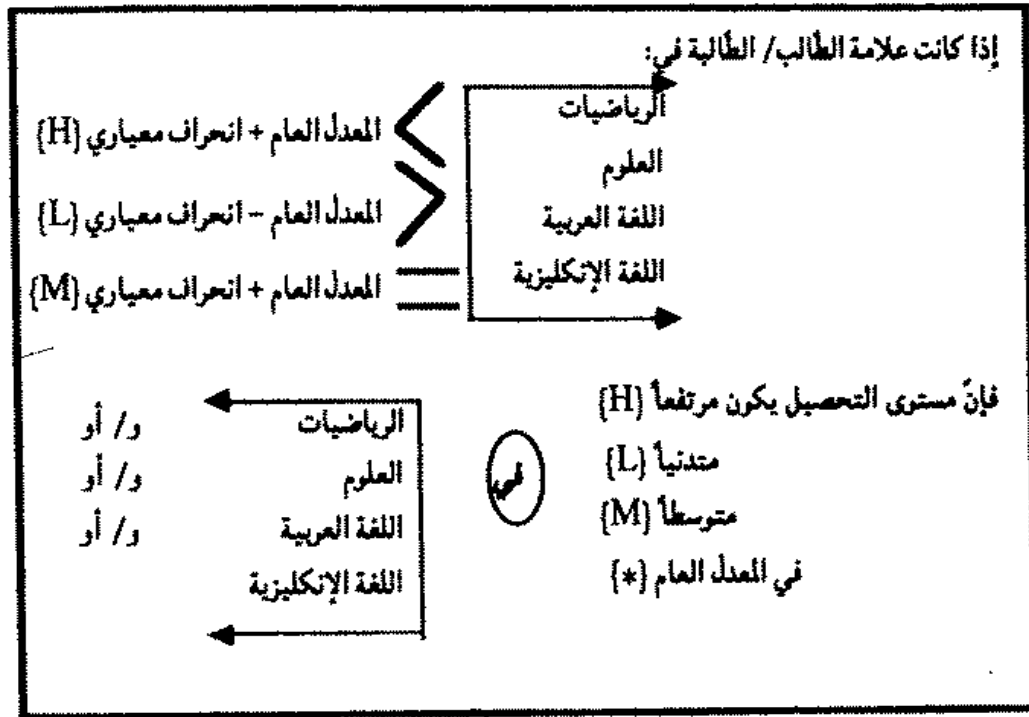 إذا كانت علامة الطالب/ الطالبة في:
الرياضيات
العلوم
اللغة العربية
اللغة الإنكليزية
< المعدل العام + انحراف معياري {H}
> المعدل العام − انحراف معياري {L}
= المعدل العام + انحراف معياري {M}
فإنّ مستوى التحصيل يكون مرتفعاً {H}
متدنياً {L}
متوسطاً {M}
في المعدل العام {*}
في
الرياضيات و/ أو
العلوم و/ أو
اللغة العربية و/ أو
اللغة الإنكليزية